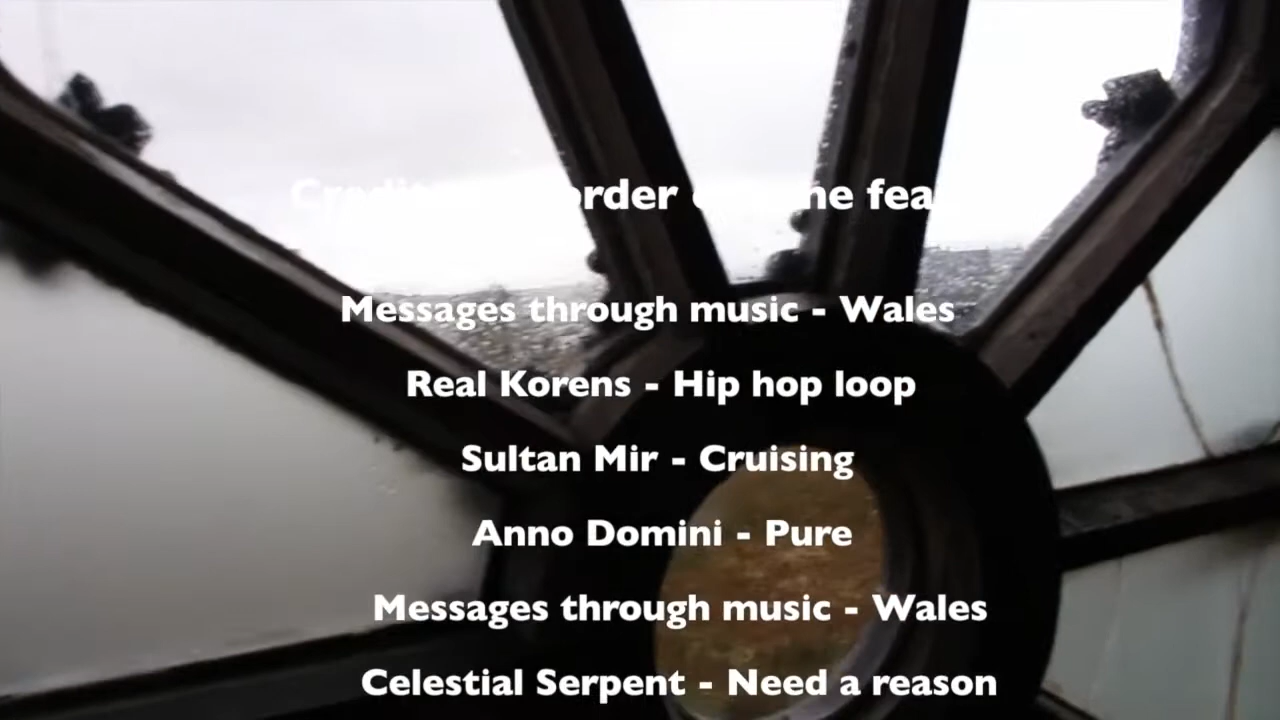 order
Messages through music - Wales
Real Korens - Hip hop loop
Sultan Mir - Cruising
Anno Domini - Pure
Messages through music - Wales
Celestial Serpent - Need a reason